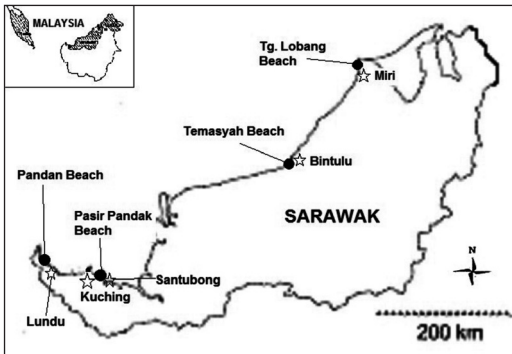 MALAYSIA
Tg. Lobang
Beach
Miri
Temasyah Beach
Bintulu
Pandan Beach
Pasir Pandak
Beach
SARAWAK
Santubong
Kuching
Lundu
N
200 km